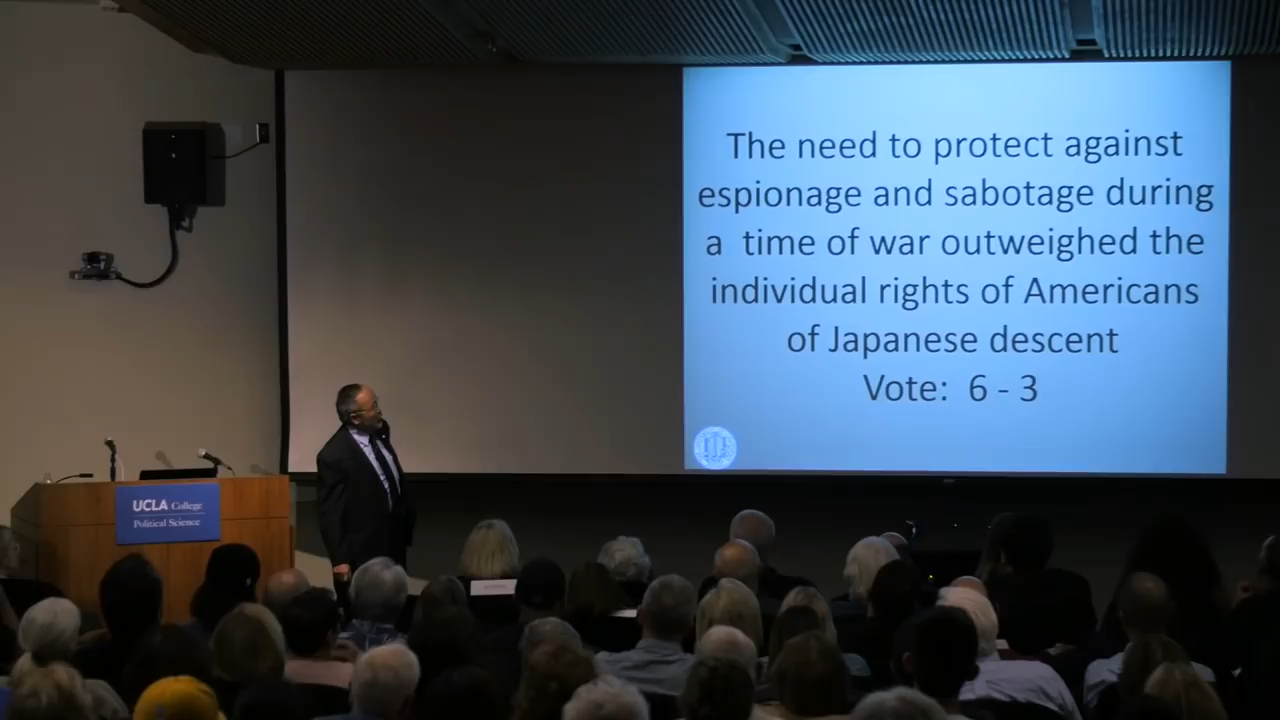 The need to protect against
espionage and sabotage during
a  time of war outweighed the
individual rights of Americans
of Japanese descent
Vote:  6 - 3
UCLA College
Political Science